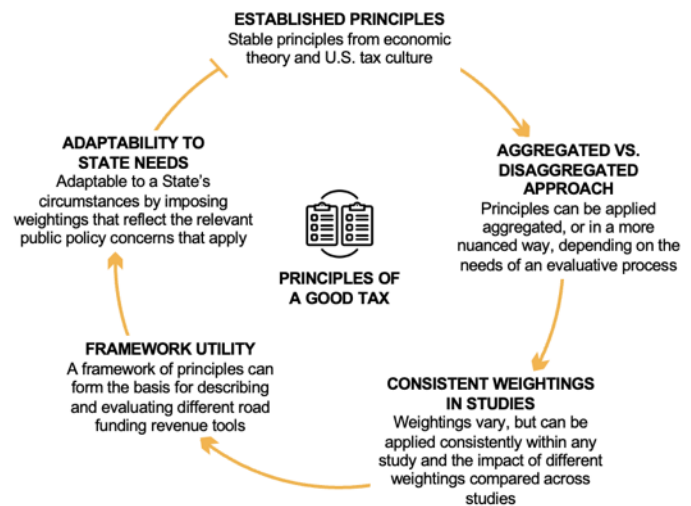 ESTABLISHED PRINCIPLES
Stable principles from economic
theory and U.S. tax culture
AGGREGATED VS.
DISAGGREGATED
APPROACH
Principles can be applied
aggregated, or in a more
nuanced way, depending on the
needs of an evaluative process
CONSISTENT WEIGHTINGS
IN STUDIES
Weightings vary, but can be
applied consistently within any
study and the impact of different
weightings compared across
studies
FRAMEWORK UTILITY
A framework of principles can
form the basis for describing
and evaluating different road
funding revenue tools
ADAPTABILITY TO
STATE NEEDS
Adaptable to a State's
circumstances by imposing
weightings that reflect the relevant
public policy concerns that apply
PRINCIPLES OF
A GOOD TAX